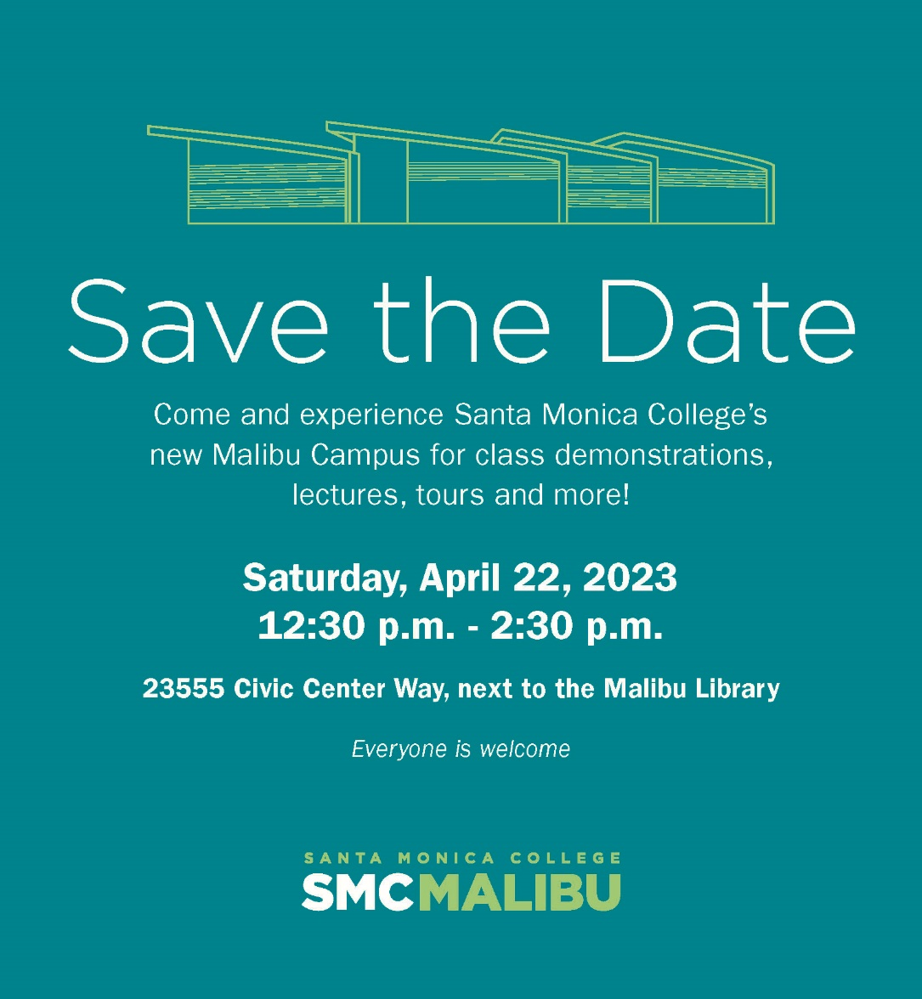 Save the Date
Come and experience Santa Monica College’s
new Malibu Campus for class demonstrations,
lectures, tours and more!
Saturday, April 22, 2023
12:30 p.m. - 2:30 p.m.
23555 Civic Center Way, next to the Malibu Library
Everyone is welcome
SANTA MONICA COLLEGE
SMCMALIBU